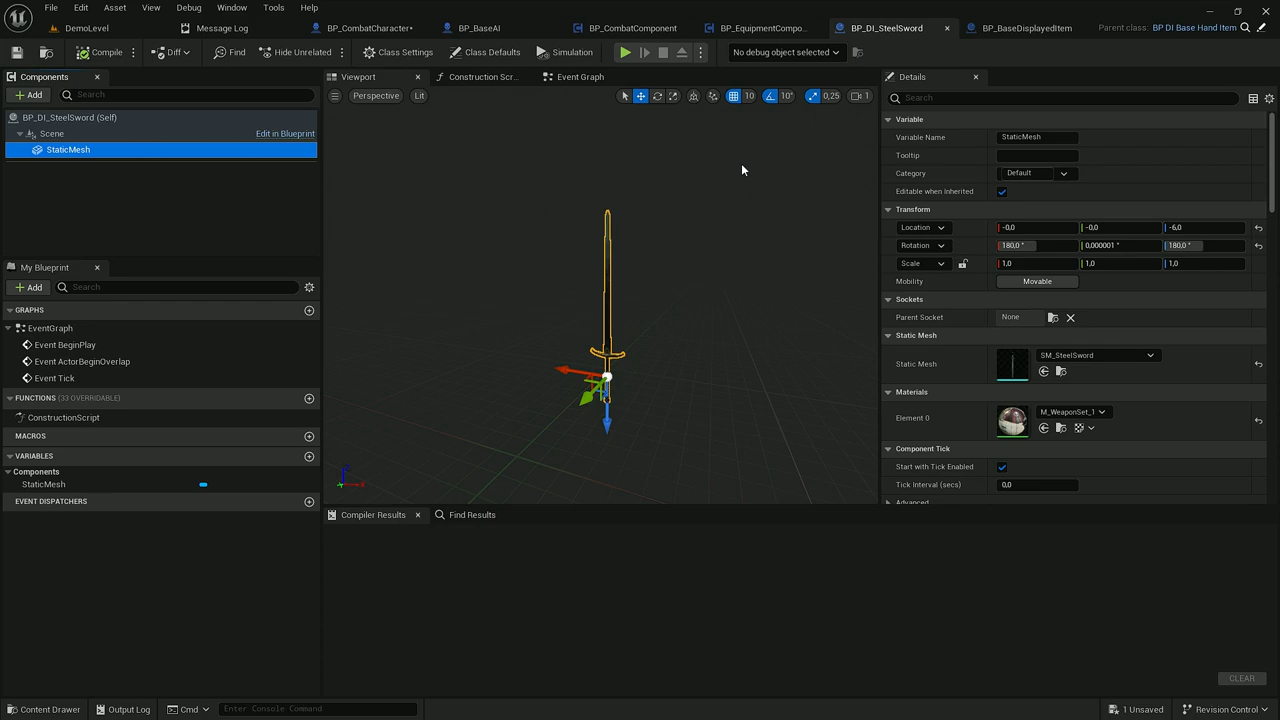 File Edit Asset View Debug Window Tools Help
DemoLevel Message Log BP_CombatCharacter* BP_BaseAI BP_CombatComponent BP_EquipmentCompo... BP_DI_SteelSword BP_BaseDisplayedItem Parent class: BP DI Base Hand Item
Compile Diff Find Hide Unrelated Class Settings Class Defaults Simulation No debug object selected
Components
Add Search
BP_DI_SteelSword (Self)
Scene Edit in Blueprint
StaticMesh
My Blueprint
Add Search
GRAPHS
EventGraph
Event BeginPlay
Event ActorBeginOverlap
Event Tick
FUNCTIONS (33 OVERRIDABLE)
ConstructionScript
MACROS
VARIABLES
Components
StaticMesh
EVENT DISPATCHERS
Viewport Construction Scr... Event Graph
Perspective Lit 10 10° 0,25 1
Compiler Results Find Results
CLEAR
Details
Search
Variable
Variable Name StaticMesh
Tooltip
Category Default
Editable when Inherited
Transform
Location -0,0 -0,0 -6,0
Rotation 180,0 ° 0,000001 ° 180,0 °
Scale 1,0 1,0 1,0
Mobility Movable
Sockets
Parent Socket None
Static Mesh
Static Mesh SM_SteelSword
Materials
Element 0 M_WeaponSet_1
Component Tick
Start with Tick Enabled
Tick Interval (secs) 0,0
Advanced
Content Drawer Output Log Cmd Enter Console Command 1 Unsaved Revision Control